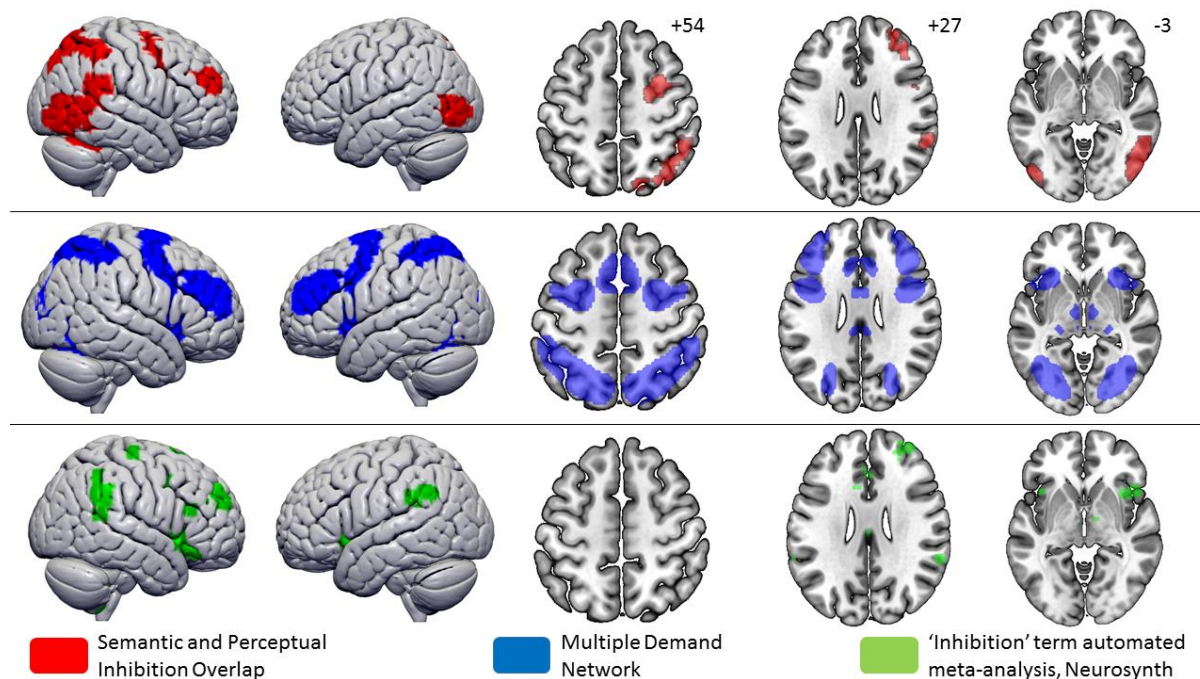 +54
+27
-3
Semantic and Perceptual
Inhibition Overlap
Multiple Demand
Network
‘Inhibition’ term automated
meta-analysis, Neurosynth